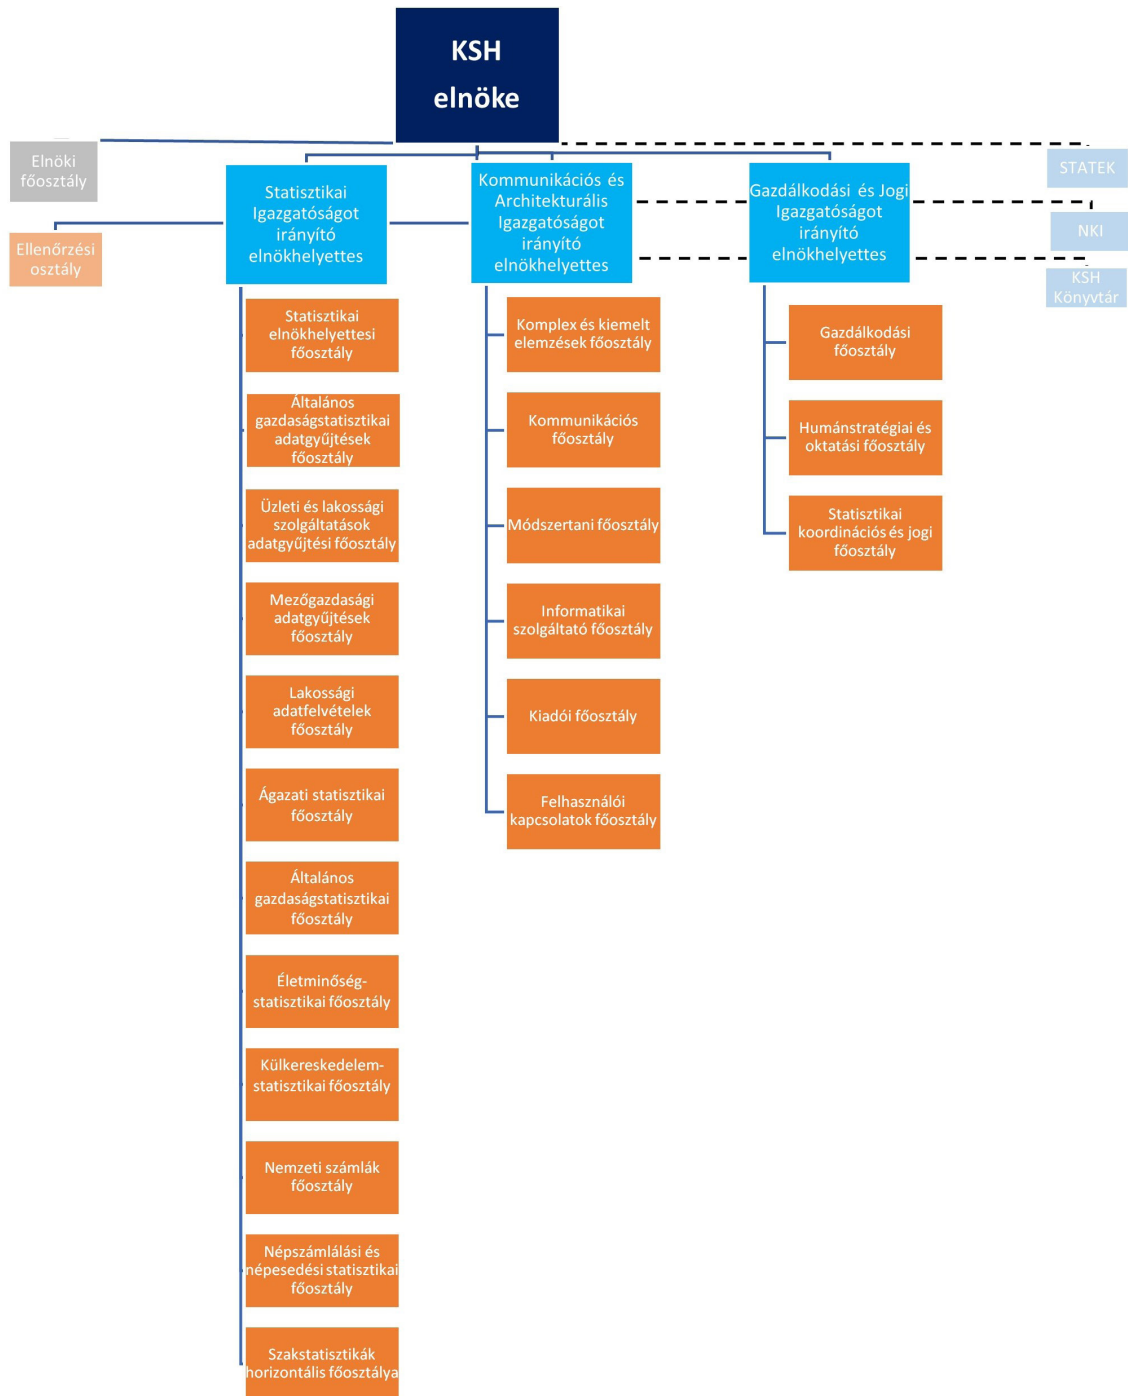 KSH
elnöke
Elnöki
főosztály
Ellenőrzési
osztály
STATEK
NKI
KSH
Könyvtár
Statisztikai
Igazgatóságot
irányító
elnökhelyettes
Statisztikai
elnökhelyettesi
főosztály
Általános
gazdaságstatisztikai
adatgyűjtések
főosztály
Üzleti és lakossági
szolgáltatások
adatgyűjtési főosztály
Mezőgazdasági
adatgyűjtések
főosztály
Lakossági
adatfelvételek
főosztály
Ágazati statisztikai
főosztály
Általános
gazdaságstatisztikai
főosztály
Életminőség-
statisztikai főosztály
Külkereskedelem-
statisztikai főosztály
Nemzeti számlák
főosztály
Népszámlálási és
népesedési statisztikai
főosztály
Szakstatisztikák
horizontális főosztálya
Kommunikációs és
Architekturális
Igazgatóságot
irányító
elnökhelyettes
Komplex és kiemelt
elemzések főosztály
Kommunikációs
főosztály
Módszertani főosztály
Informatikai
szolgáltató főosztály
Kiadói főosztály
Felhasználói
kapcsolatok főosztály
Gazdálkodási és Jogi
Igazgatóságot
irányító
elnökhelyettes
Gazdálkodási
főosztály
Humánstratégiai és
oktatási főosztály
Statisztikai
koordinációs és jogi
főosztály